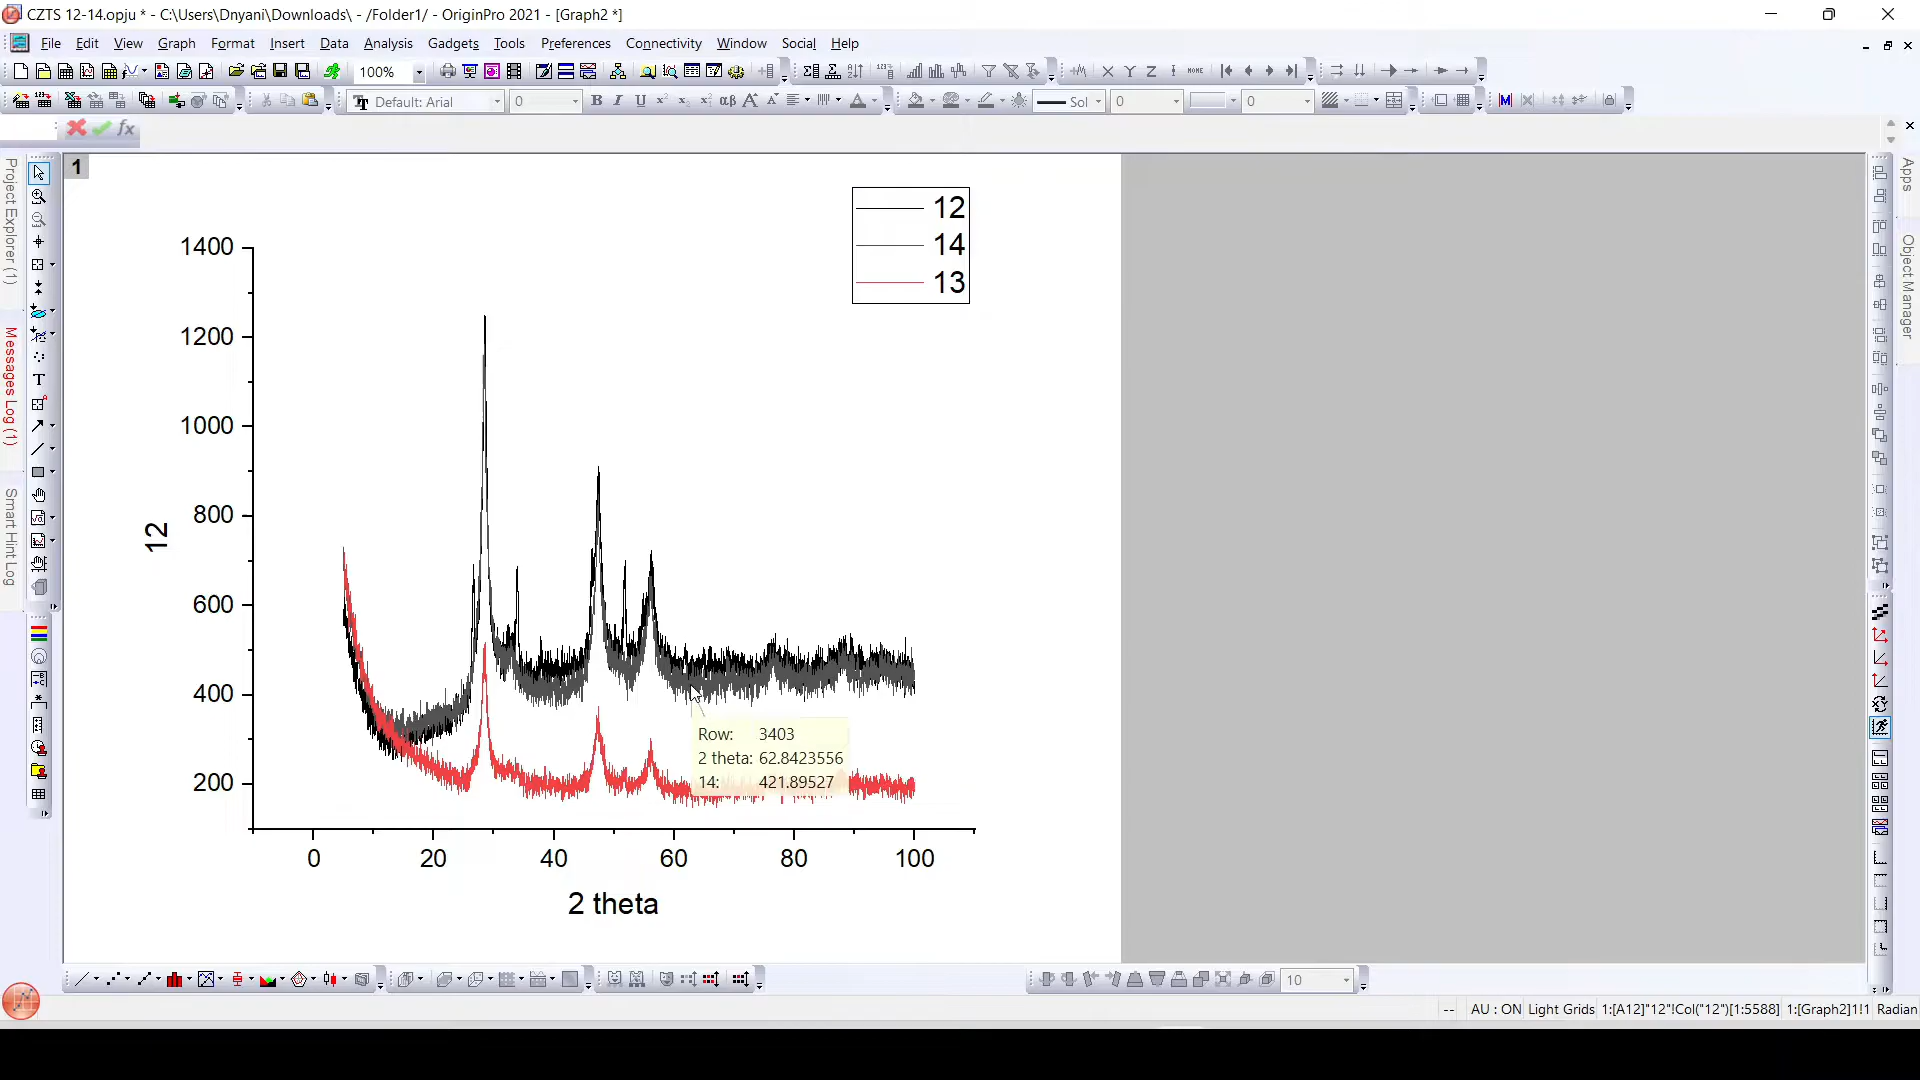 CZTS 12-14.opju * - C:\Users\Dnyani\Downloads\ - /Folder1/ - OriginPro 2021 - [Graph2 *]
File Edit View Graph Format Insert Data Analysis Gadgets Tools Preferences Connectivity Window Social Help
100%
Default: Arial 0 B I U αβ A A A Sol 0 0
fx
Project Explorer (1)
Messages Log (1)
Smart Hint Log
Apps
Object Manager
1
12
14
13
1400
1200
1000
800
600
400
200
12
Row: 3403
2 theta: 62.8423556
14: 421.89527
0 20 40 60 80 100
2 theta
10
-- AU : ON Light Grids 1:[A12]"12"!Col("12")[1:5588] 1:[Graph2]1!1 Radian